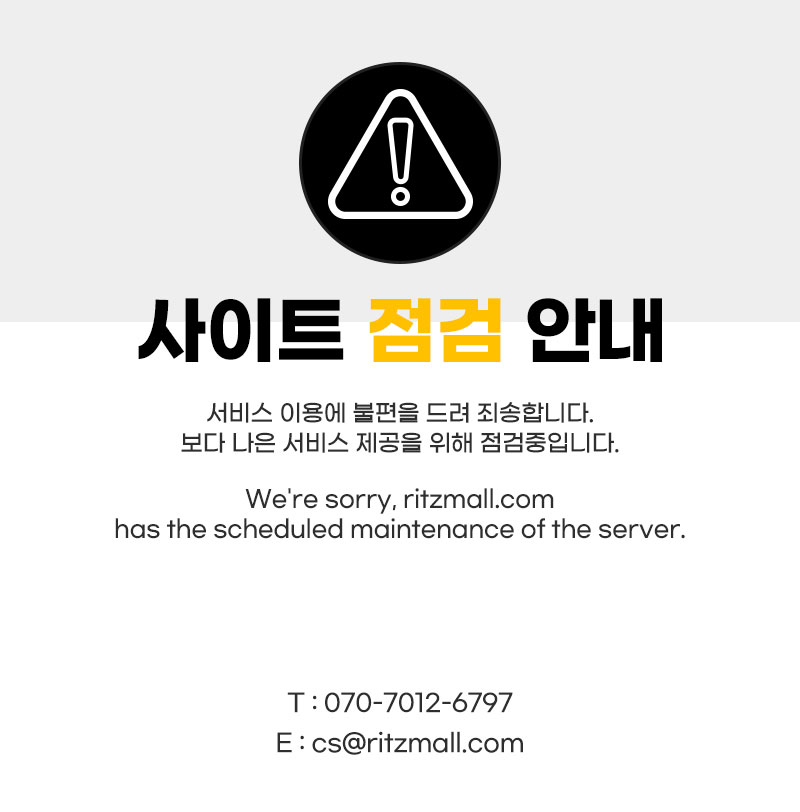 사이트 점검 안내
서비스 이용에 불편을 드려 죄송합니다.
보다 나은 서비스 제공을 위해 점검중입니다.
We're sorry, ritzmall.com
has the scheduled maintenance of the server.
T : 070-7012-6797
E : cs@ritzmall.com